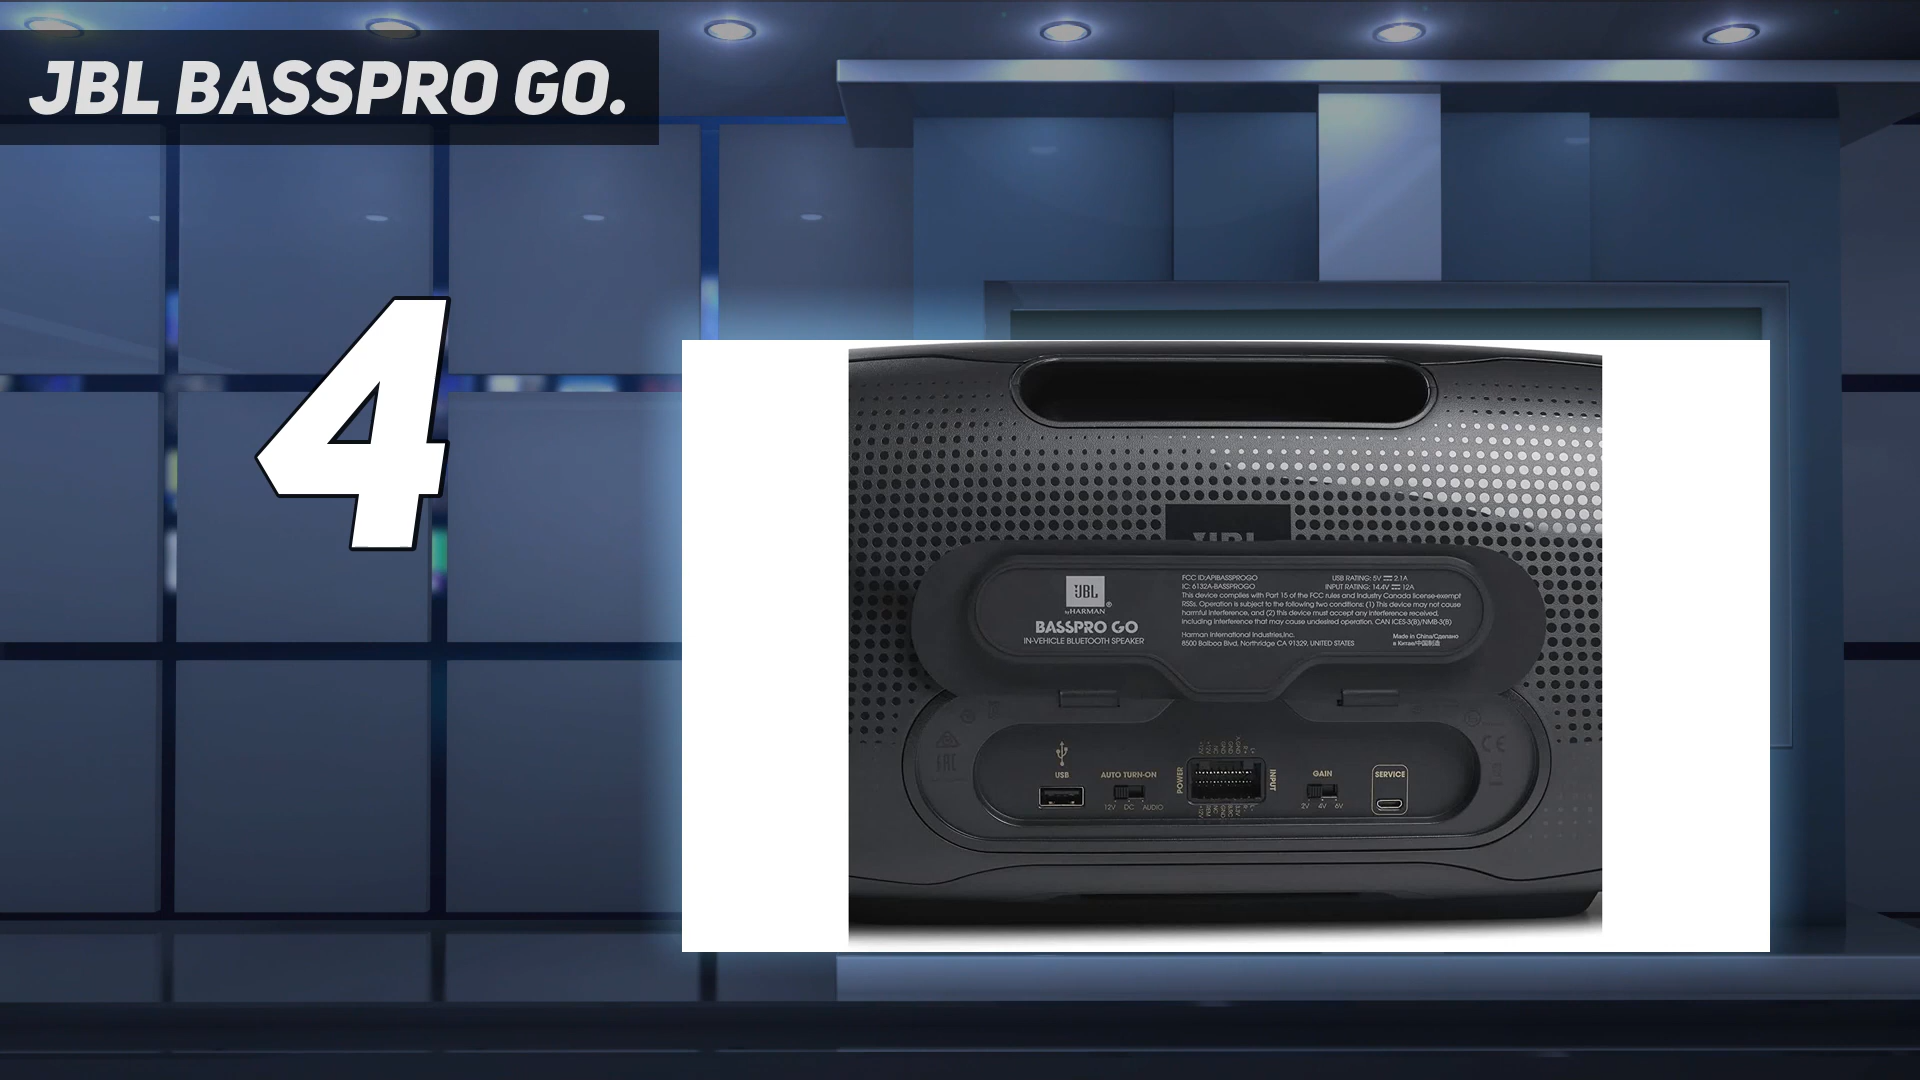 JBL BASSPRO GO.
4
JBL
JBL
by HARMAN
BASSPRO GO
IN-VEHICLE BLUETOOTH SPEAKER
FCC ID:APIBASSPROGO
IC: 6132A-BASSPROGO
USB RATING: 5V 2.1A
INPUT RATING: 14.4V 12A
This device complies with Part 15 of the FCC rules and Industry Canada license-exempt
RSSs. Operation is subject to the following two conditions: (1) This device may not cause
harmful interference, and (2) this device must accept any interference received,
including interference that may cause undesired operation. CAN ICES-3(B)/NMB-3(B)
Harman International Industries,Inc.
8500 Balboa Blvd, Northridge CA 91329, UNITED STATES
Made in China/Сделано
в Китае/中国制造
USB
AUTO TURN-ON
12V DC AUDIO
POWER
INPUT
GAIN
2V 4V 6V
SERVICE
EAC
CE